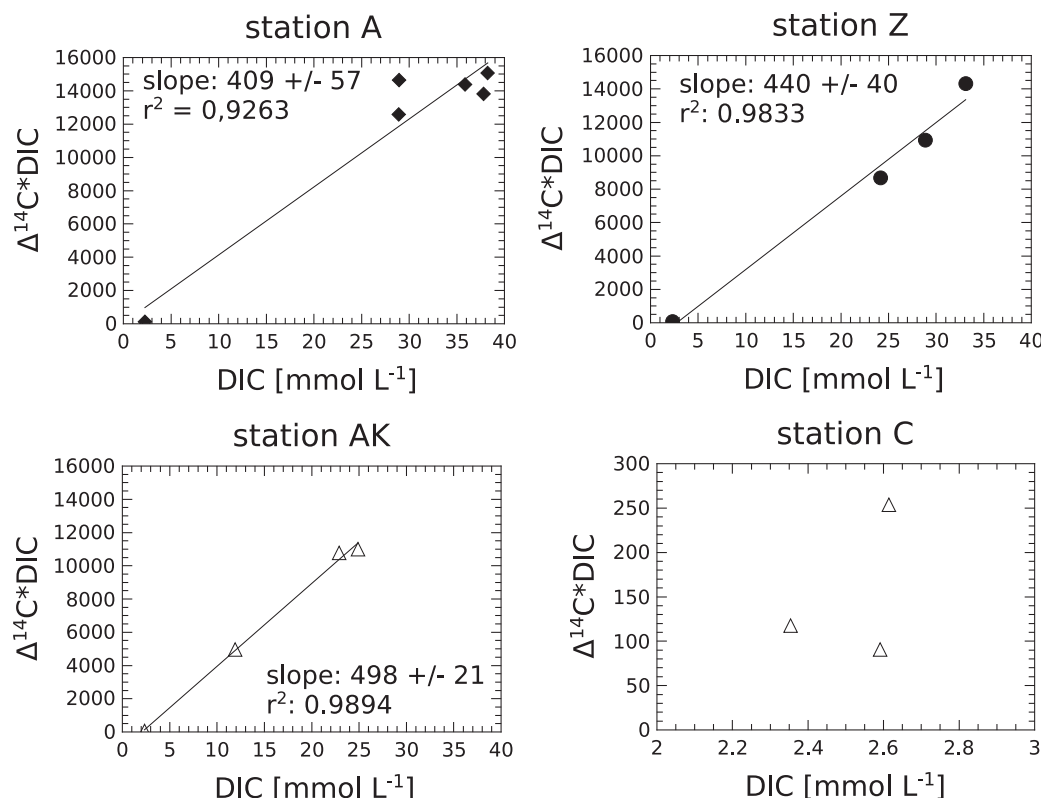 station A
slope: 409 +/- 57
r² = 0,9263
Δ¹⁴C*DIC
16000
14000
12000
10000
8000
6000
4000
2000
0
0 5 10 15 20 25 30 35 40
DIC [mmol L⁻¹]
station Z
slope: 440 +/- 40
r²: 0.9833
Δ¹⁴C*DIC
16000
14000
12000
10000
8000
6000
4000
2000
0
0 5 10 15 20 25 30 35 40
DIC [mmol L⁻¹]
station AK
Δ¹⁴C*DIC
16000
14000
12000
10000
8000
6000
4000
2000
0
slope: 498 +/- 21
r²: 0.9894
0 5 10 15 20 25 30 35 40
DIC [mmol L⁻¹]
station C
Δ¹⁴C*DIC
300
250
200
150
100
50
0
2 2.2 2.4 2.6 2.8 3
DIC [mmol L⁻¹]